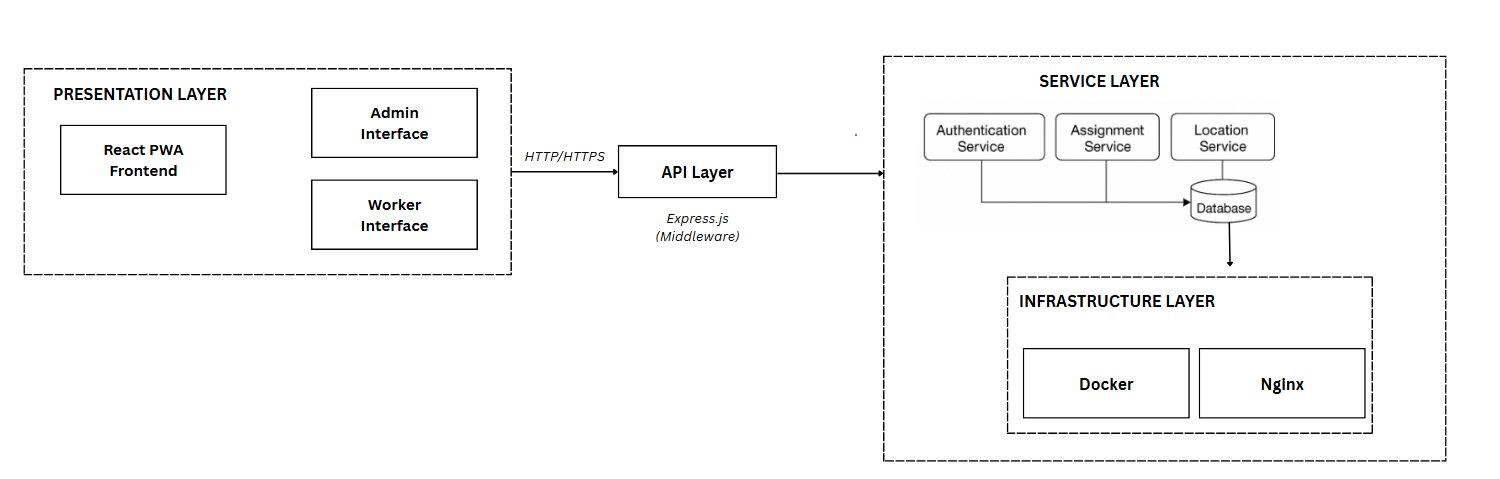 PRESENTATION LAYER
React PWA
Frontend
Admin
Interface
Worker
Interface
HTTP/HTTPS
API Layer
Express.js
(Middleware)
SERVICE LAYER
Authentication
Service
Assignment
Service
Location
Service
Database
INFRASTRUCTURE LAYER
Docker
Nginx